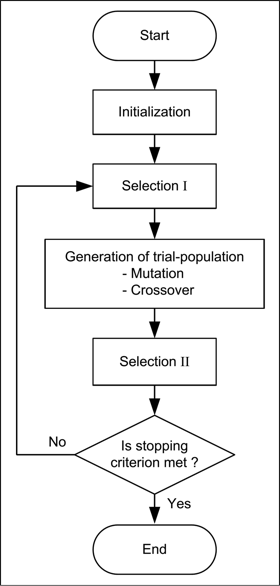 Start
Initialization
Selection I
Generation of trial-population
- Mutation
- Crossover
Selection II
Is stopping
criterion met ?
No
Yes
End